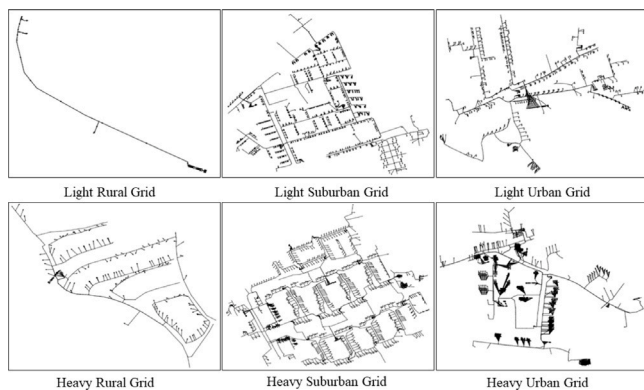 Light Rural Grid
Light Suburban Grid
Light Urban Grid
Heavy Rural Grid
Heavy Suburban Grid
Heavy Urban Grid